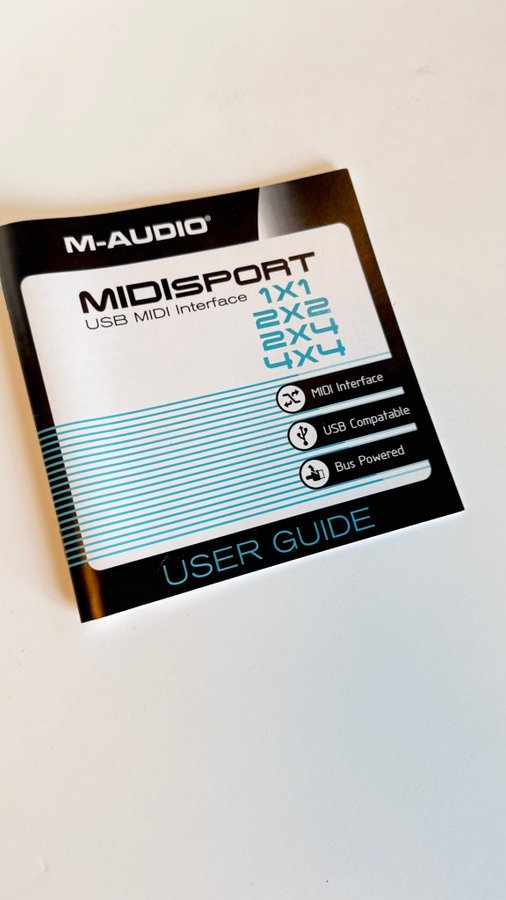 M-AUDIO®
MIDISPORT
USB MIDI Interface
1X1
2X2
2X4
4X4
MIDI Interface
USB Compatable
Bus Powered
USER GUIDE